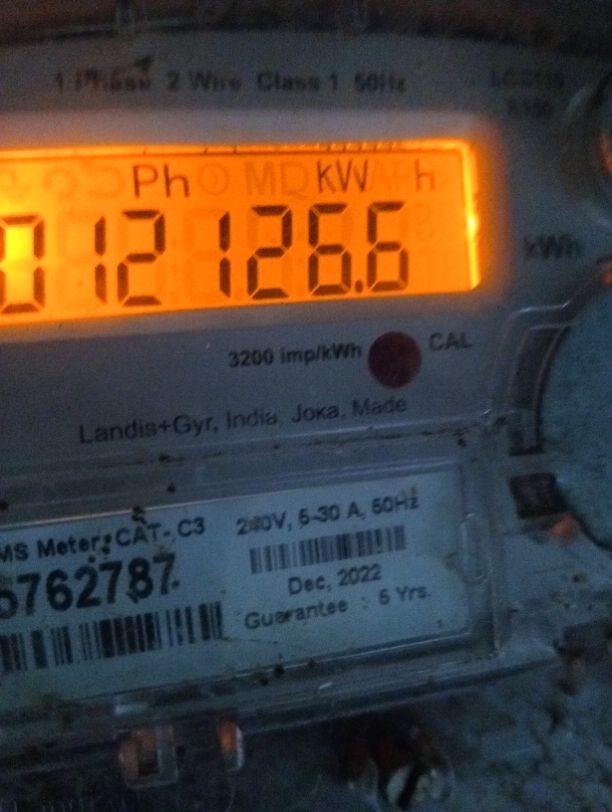 1 Phase 2 Wire Class 1 50Hz
Ph MD kW h
012126.6
kWh
3200 imp/kWh CAL
Landis+Gyr, India, Joka, Made
MS Meter, CAT- C3
762787
240V, 5-30 A, 50Hz
Dec, 2022
Guarantee : 5 Yrs.